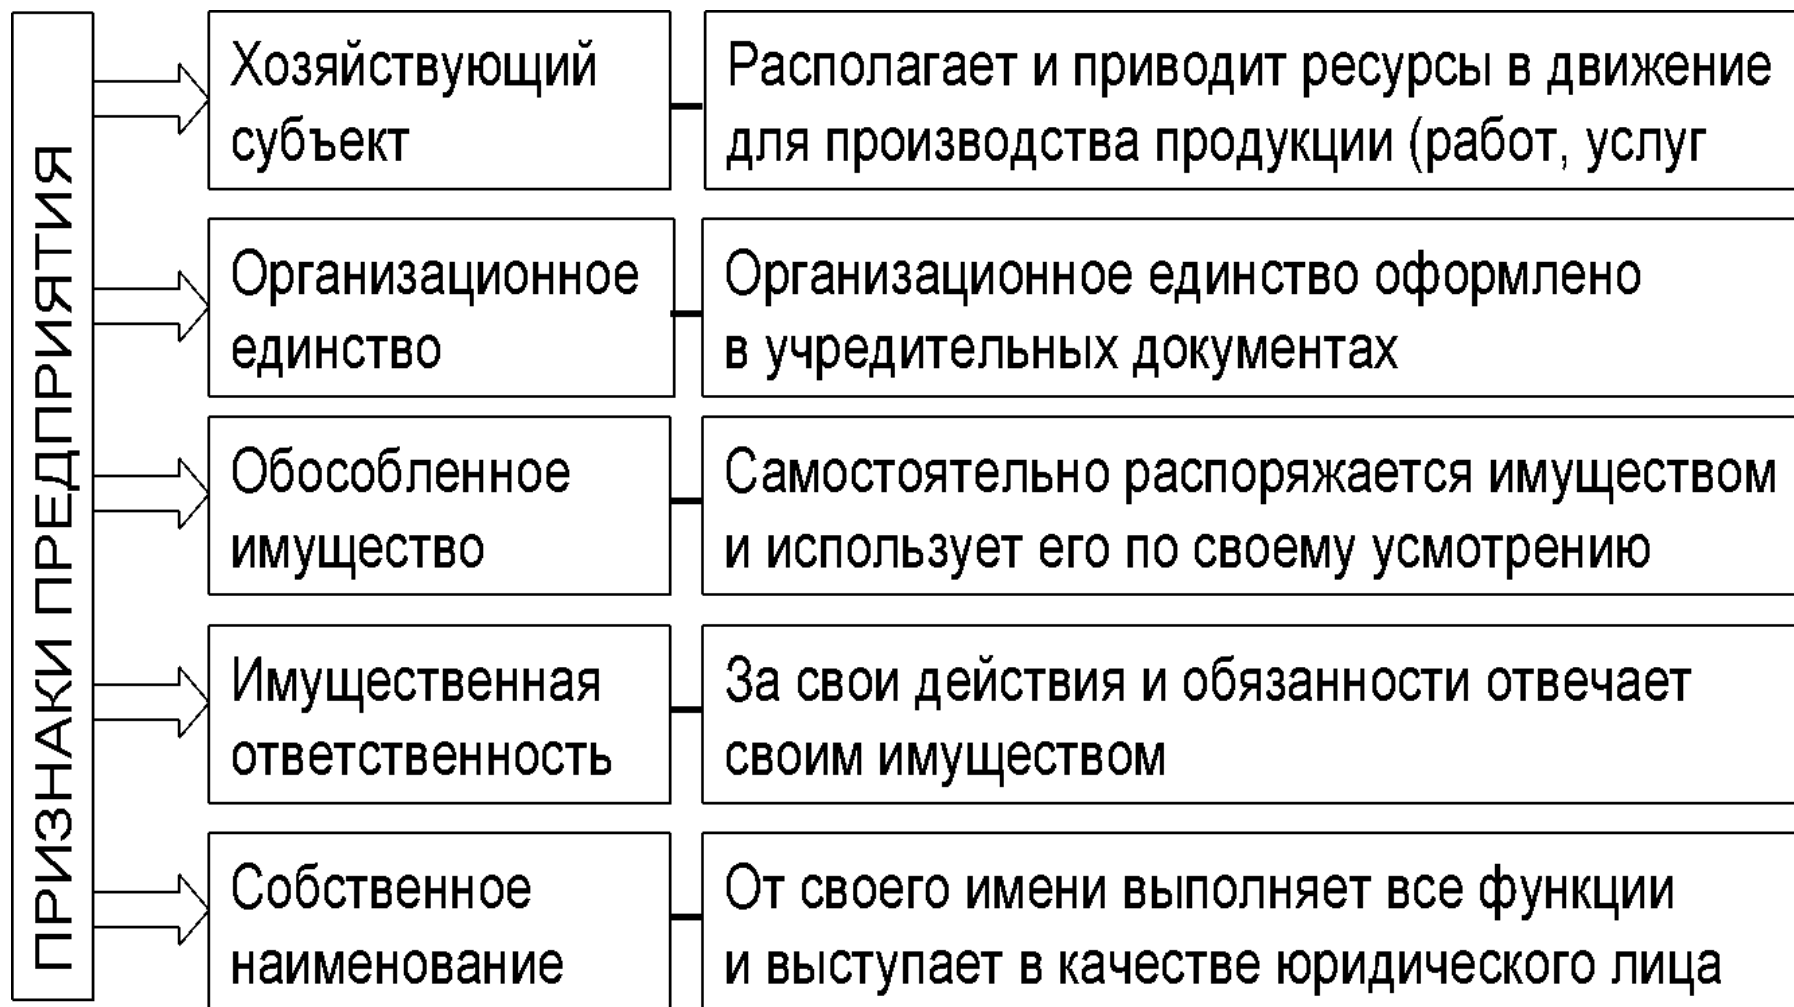 ПРИЗНАКИ ПРЕДПРИЯТИЯ
Хозяйствующий
субъект
Располагает и приводит ресурсы в движение
для производства продукции (работ, услуг
Организационное
единство
Организационное единство оформлено
в учредительных документах
Обособленное
имущество
Самостоятельно распоряжается имуществом
и использует его по своему усмотрению
Имущественная
ответственность
За свои действия и обязанности отвечает
своим имуществом
Собственное
наименование
От своего имени выполняет все функции
и выступает в качестве юридического лица